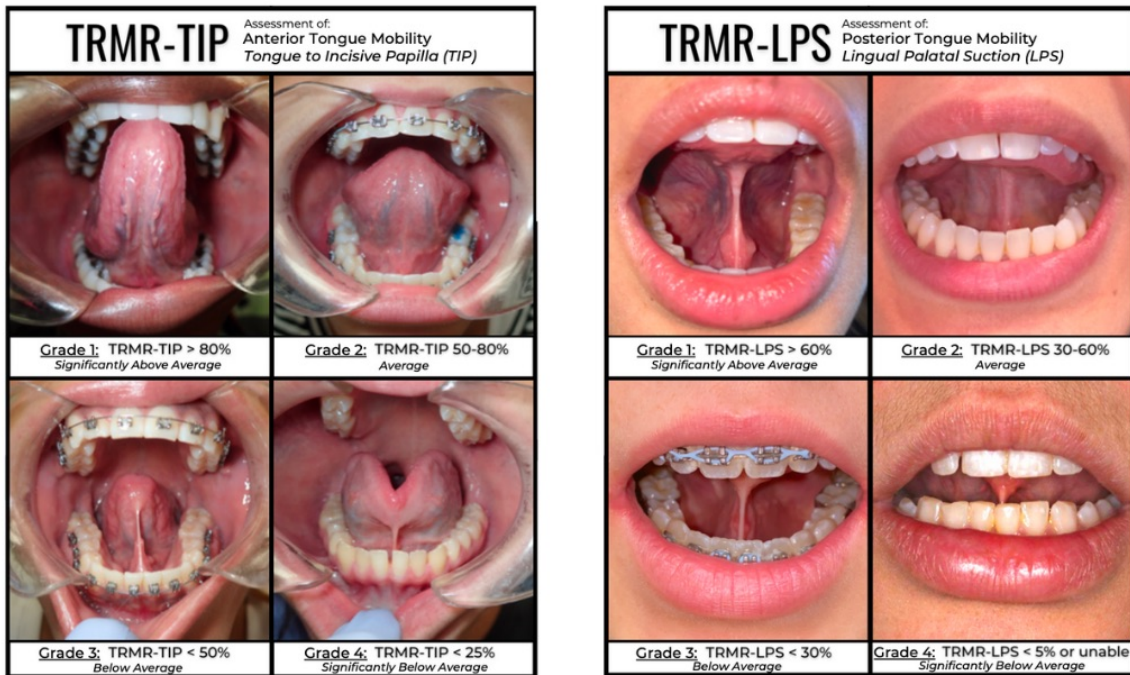 TRMR-TIP
Assessment of:
Anterior Tongue Mobility
Tongue to Incisive Papilla (TIP)
Grade 1: TRMR-TIP > 80%
Significantly Above Average
Grade 2: TRMR-TIP 50-80%
Average
Grade 3: TRMR-TIP < 50%
Below Average
Grade 4: TRMR-TIP < 25%
Significantly Below Average
TRMR-LPS
Assessment of:
Posterior Tongue Mobility
Lingual Palatal Suction (LPS)
Grade 1: TRMR-LPS > 60%
Significantly Above Average
Grade 2: TRMR-LPS 30-60%
Average
Grade 3: TRMR-LPS < 30%
Below Average
Grade 4: TRMR-LPS < 5% or unable
Significantly Below Average